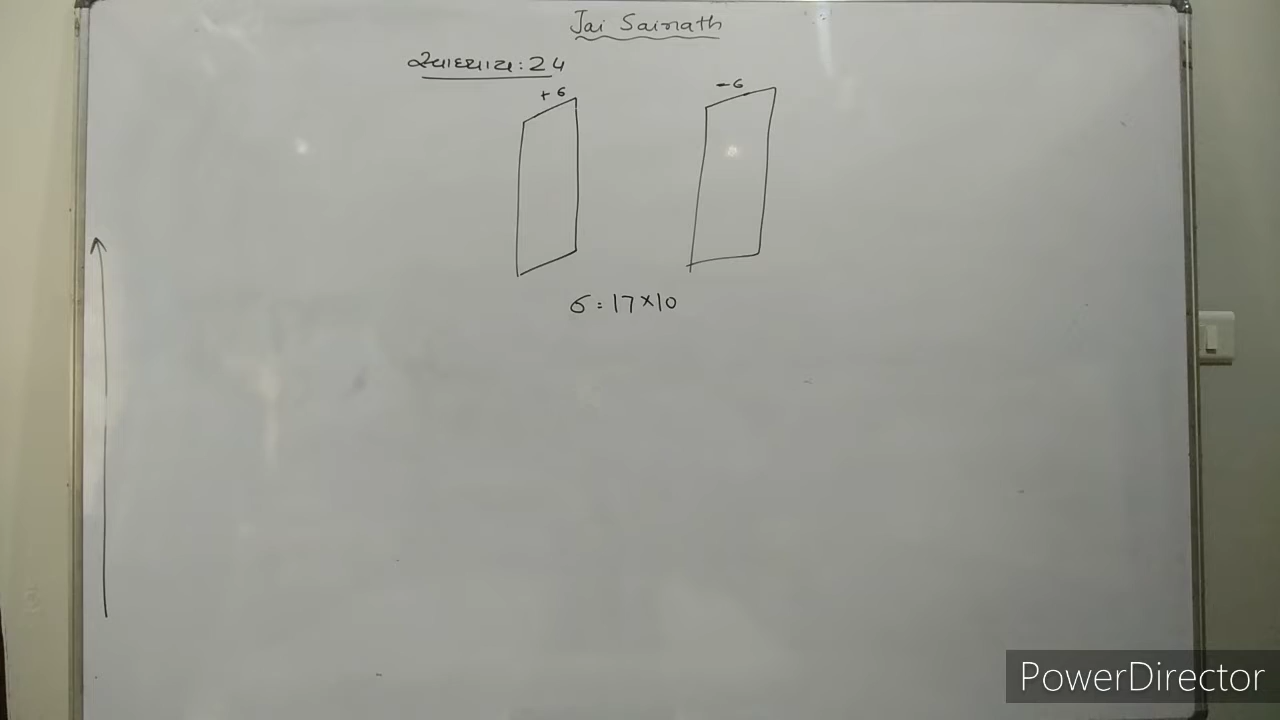 Jai Sainath
સ્વાધ્યાય: 24
+ σ
- σ
σ = 17 × 10
PowerDirector